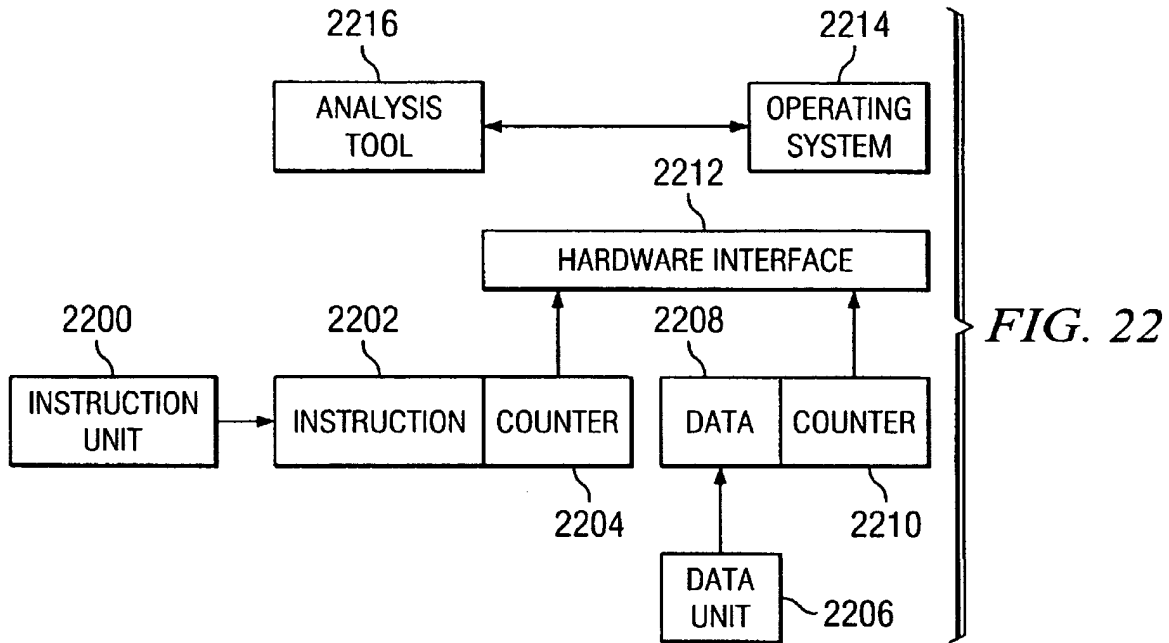 2216
2214
ANALYSIS
TOOL
OPERATING
SYSTEM
2212
HARDWARE INTERFACE
2200
2202
2208
FIG. 22
INSTRUCTION
UNIT
INSTRUCTION
COUNTER
DATA
COUNTER
2204
2210
DATA
UNIT
2206